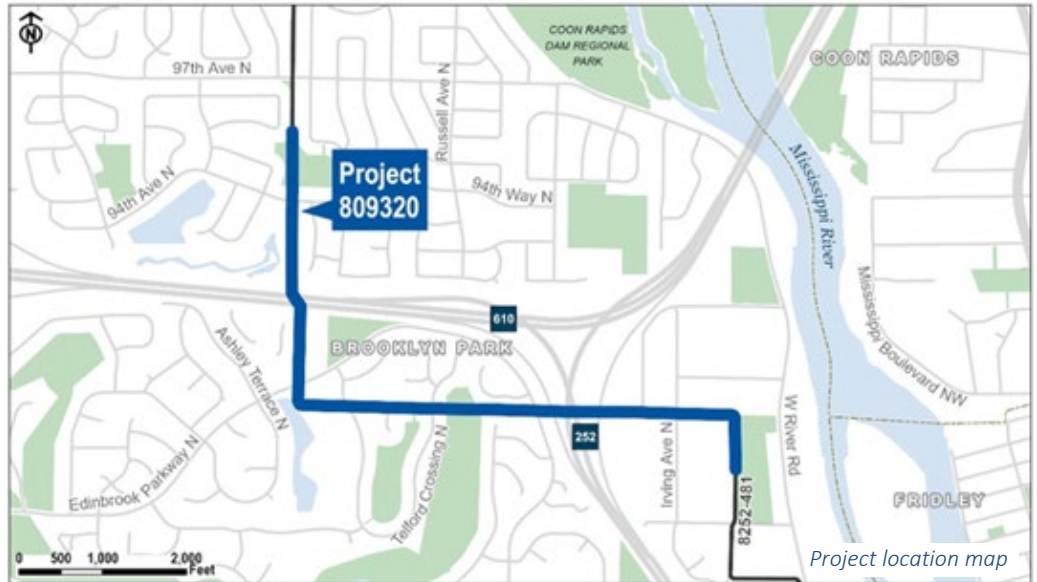 N
COON RAPIDS
DAM REGIONAL
PARK
COON RAPIDS
97th Ave N
Russell Ave N
Project
809320
94th Ave N
94th Way N
Mississippi River
Mississippi Boulevard NW
610
BROOKLYN PARK
Ashley Terrace N
252
W River Rd
Irving Ave N
Edinbrook Parkway N
Telford Crossing N
8252-481
FRIDLEY
0 500 1,000 2,000
Feet
Project location map